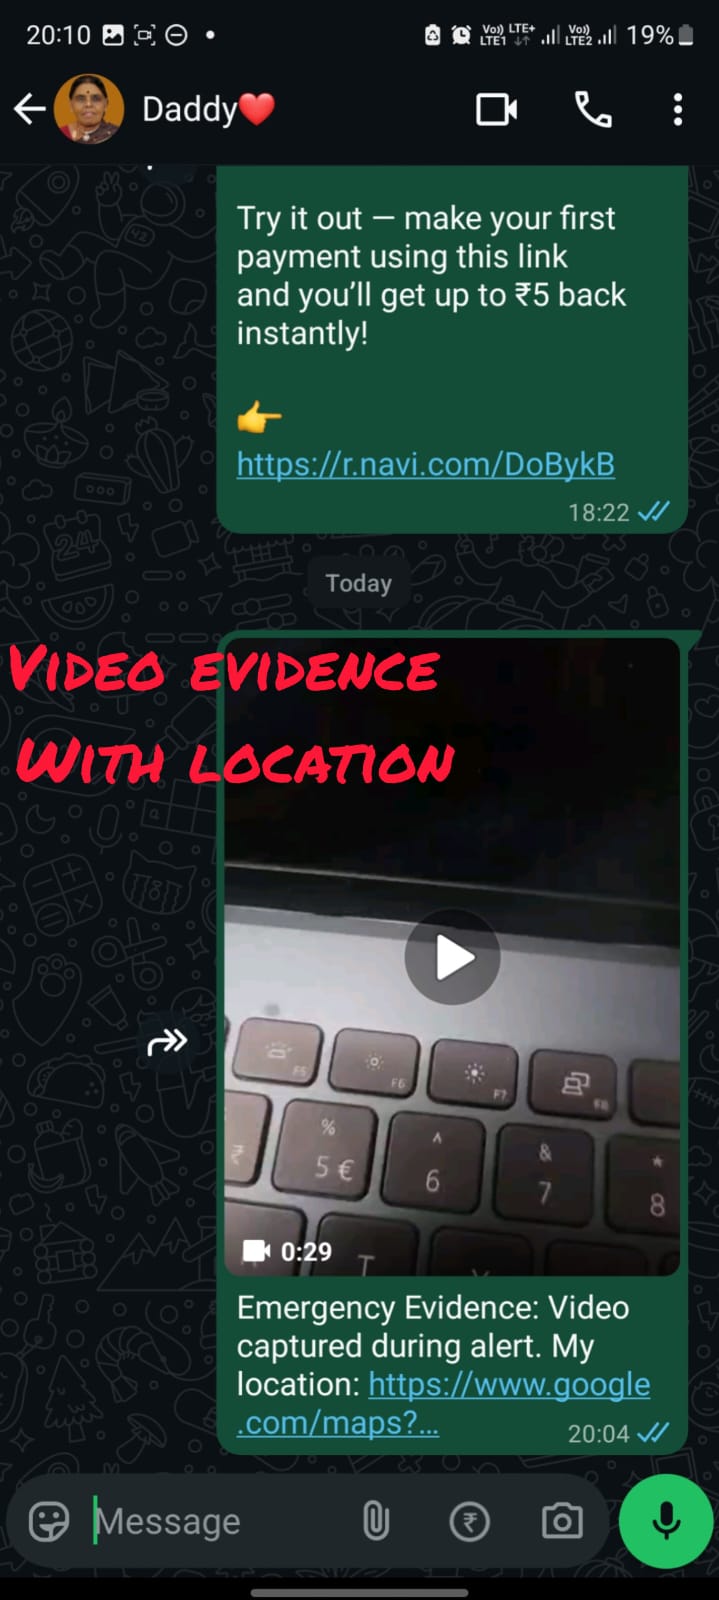 20:10
Vo)) LTE1 LTE+ Vo)) LTE2 19%
Daddy❤️
Try it out — make your first
payment using this link
and you’ll get up to ₹5 back
instantly!
👉
https://r.navi.com/DoBykB
18:22
Today
VIDEO EVIDENCE
WITH LOCATION
F5 F6 F7 F8
₹ % 5 € ^ 6 & 7 * 8
T
0:29
Emergency Evidence: Video
captured during alert. My
location: https://www.google
.com/maps?...
20:04
Message